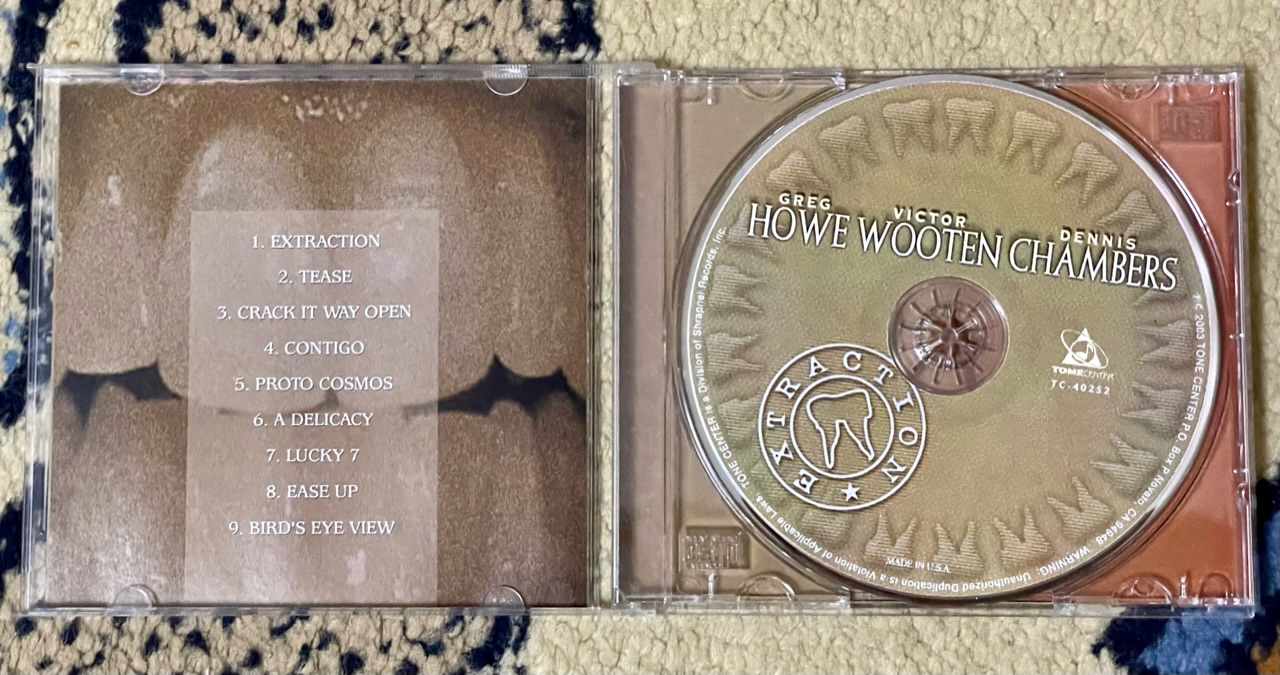 1. EXTRACTION
2. TEASE
3. CRACK IT WAY OPEN
4. CONTIGO
5. PROTO COSMOS
6. A DELICACY
7. LUCKY 7
8. EASE UP
9. BIRD'S EYE VIEW
GREG VICTOR DENNIS
HOWE WOOTEN CHAMBERS
TONECENTER
TC-40252
EXTRACTION
MADE IN U.S.A.
2003 TONE CENTER P.O. Box P Novato, CA 94948 WARNING: Unauthorized Duplication is a Violation of Applicable Laws. TONE CENTER is a Division of Shrapnel Records, Inc.